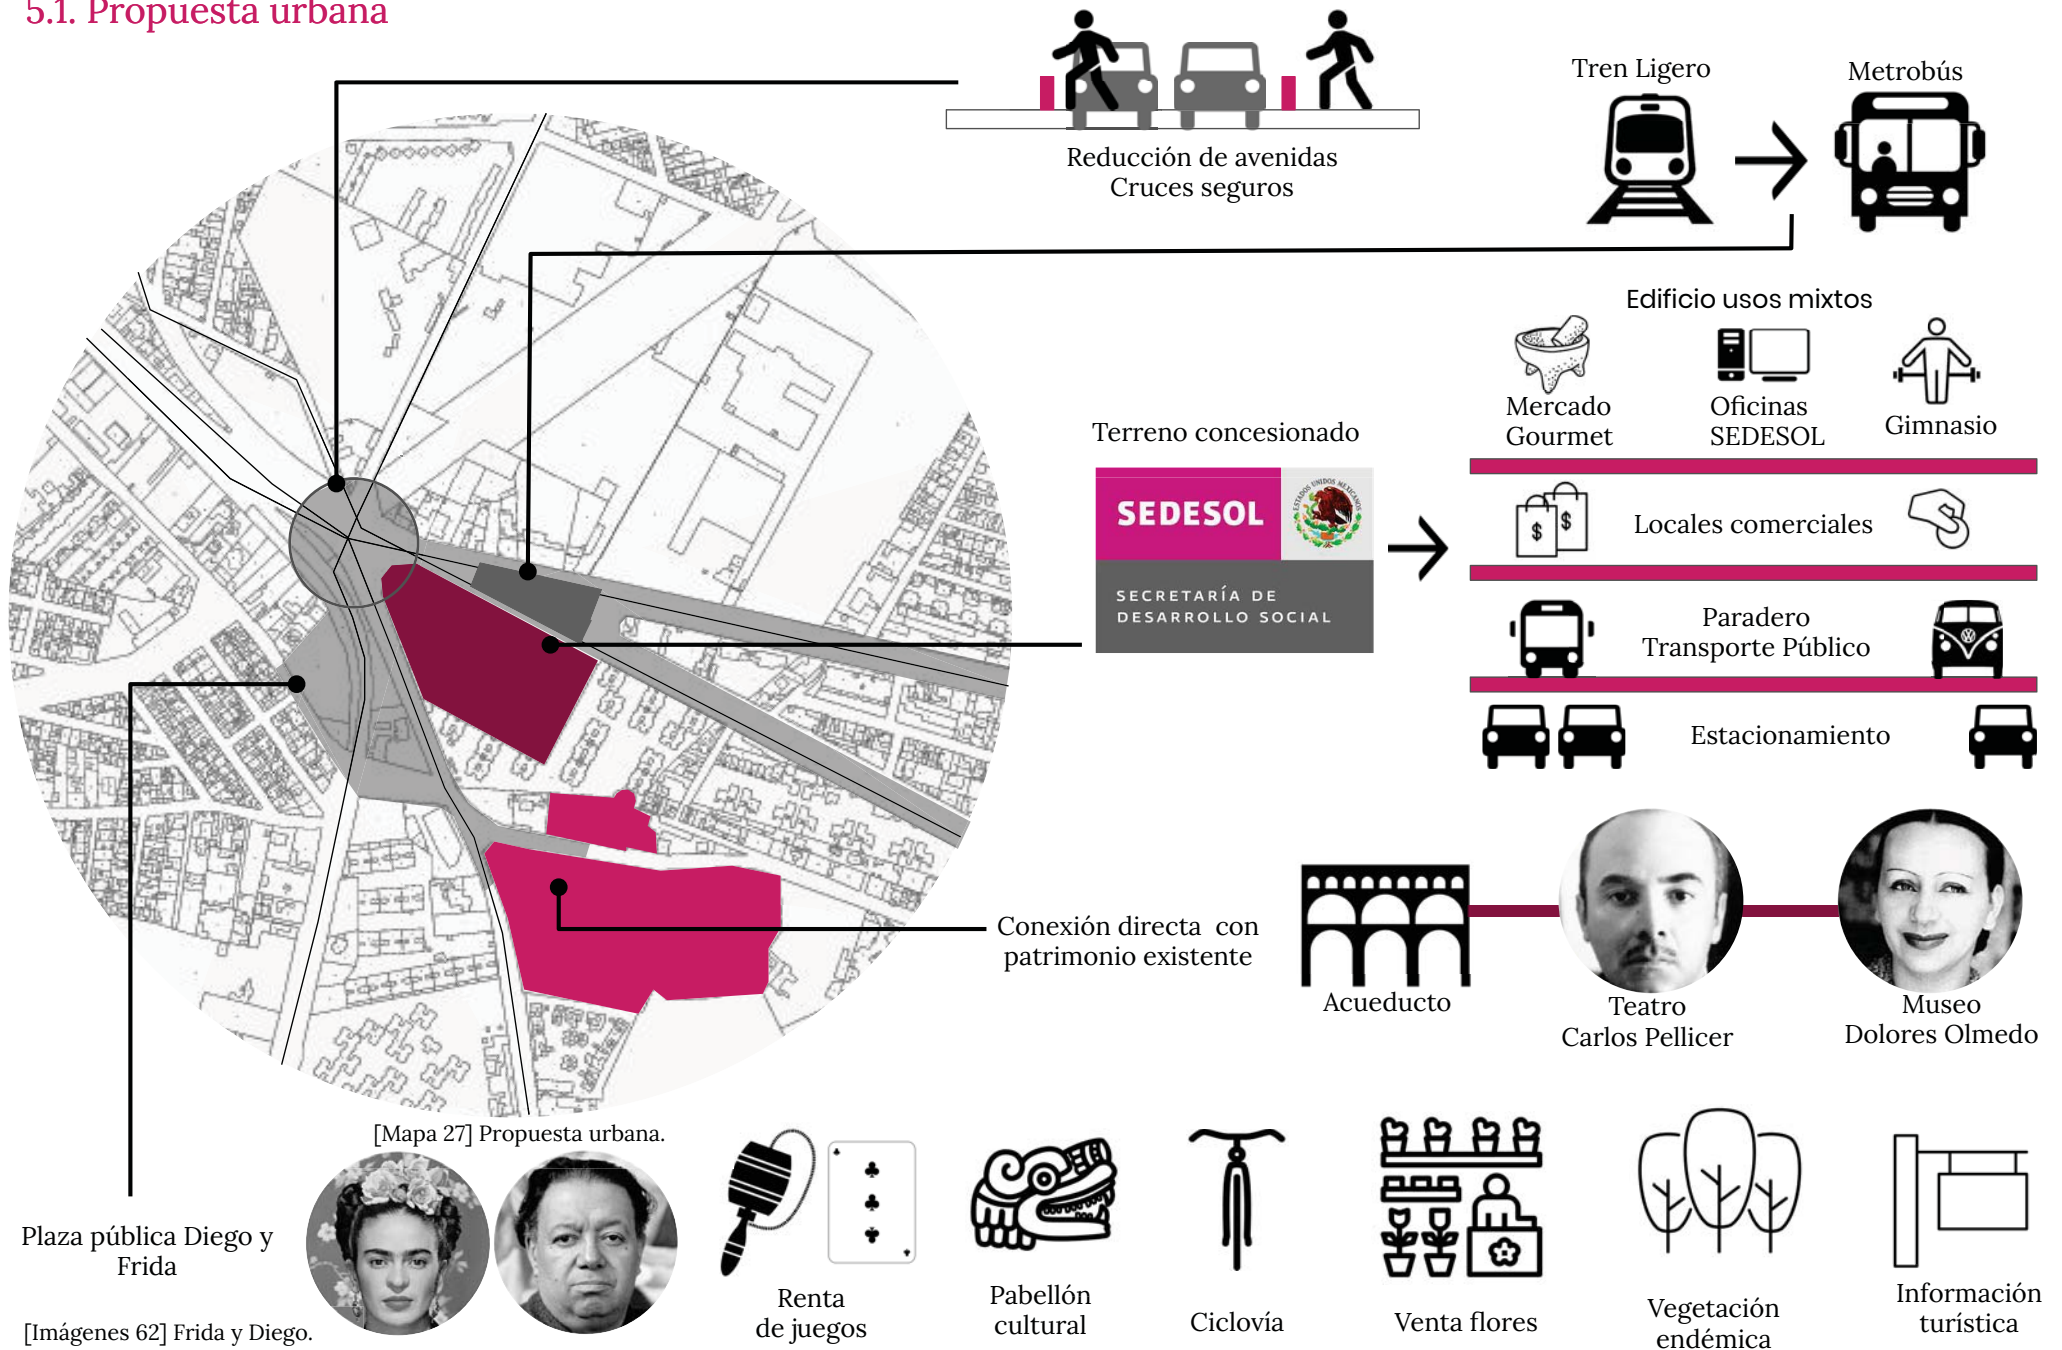 5.1. Propuesta urbana
Reducción de avenidas
Cruces seguros
Tren Ligero
Metrobús
Edificio usos mixtos
Mercado
Gourmet
Oficinas
SEDESOL
Gimnasio
Terreno concesionado
SEDESOL
ESTADOS UNIDOS MEXICANOS
SECRETARÍA DE
DESARROLLO SOCIAL
$ $
Locales comerciales
Paradero
Transporte Público
Estacionamiento
Conexión directa con
patrimonio existente
Acueducto
Teatro
Carlos Pellicer
Museo
Dolores Olmedo
[Mapa 27] Propuesta urbana.
Plaza pública Diego y
Frida
[Imágenes 62] Frida y Diego.
Renta
de juegos
Pabellón
cultural
Ciclovía
Venta flores
Vegetación
endémica
Información
turística